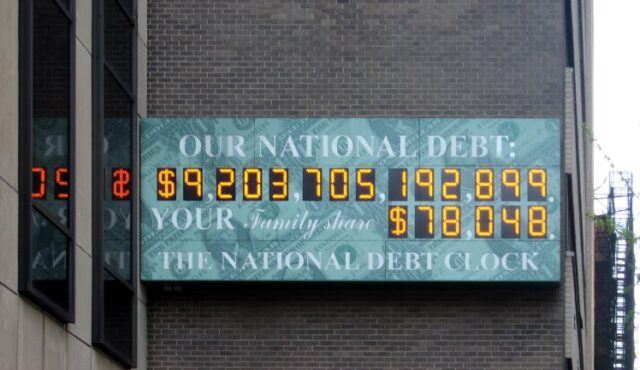 OUR NATIONAL DEBT:
$9,203,705,192,899.
YOUR Family share $78,048.
THE NATIONAL DEBT CLOCK